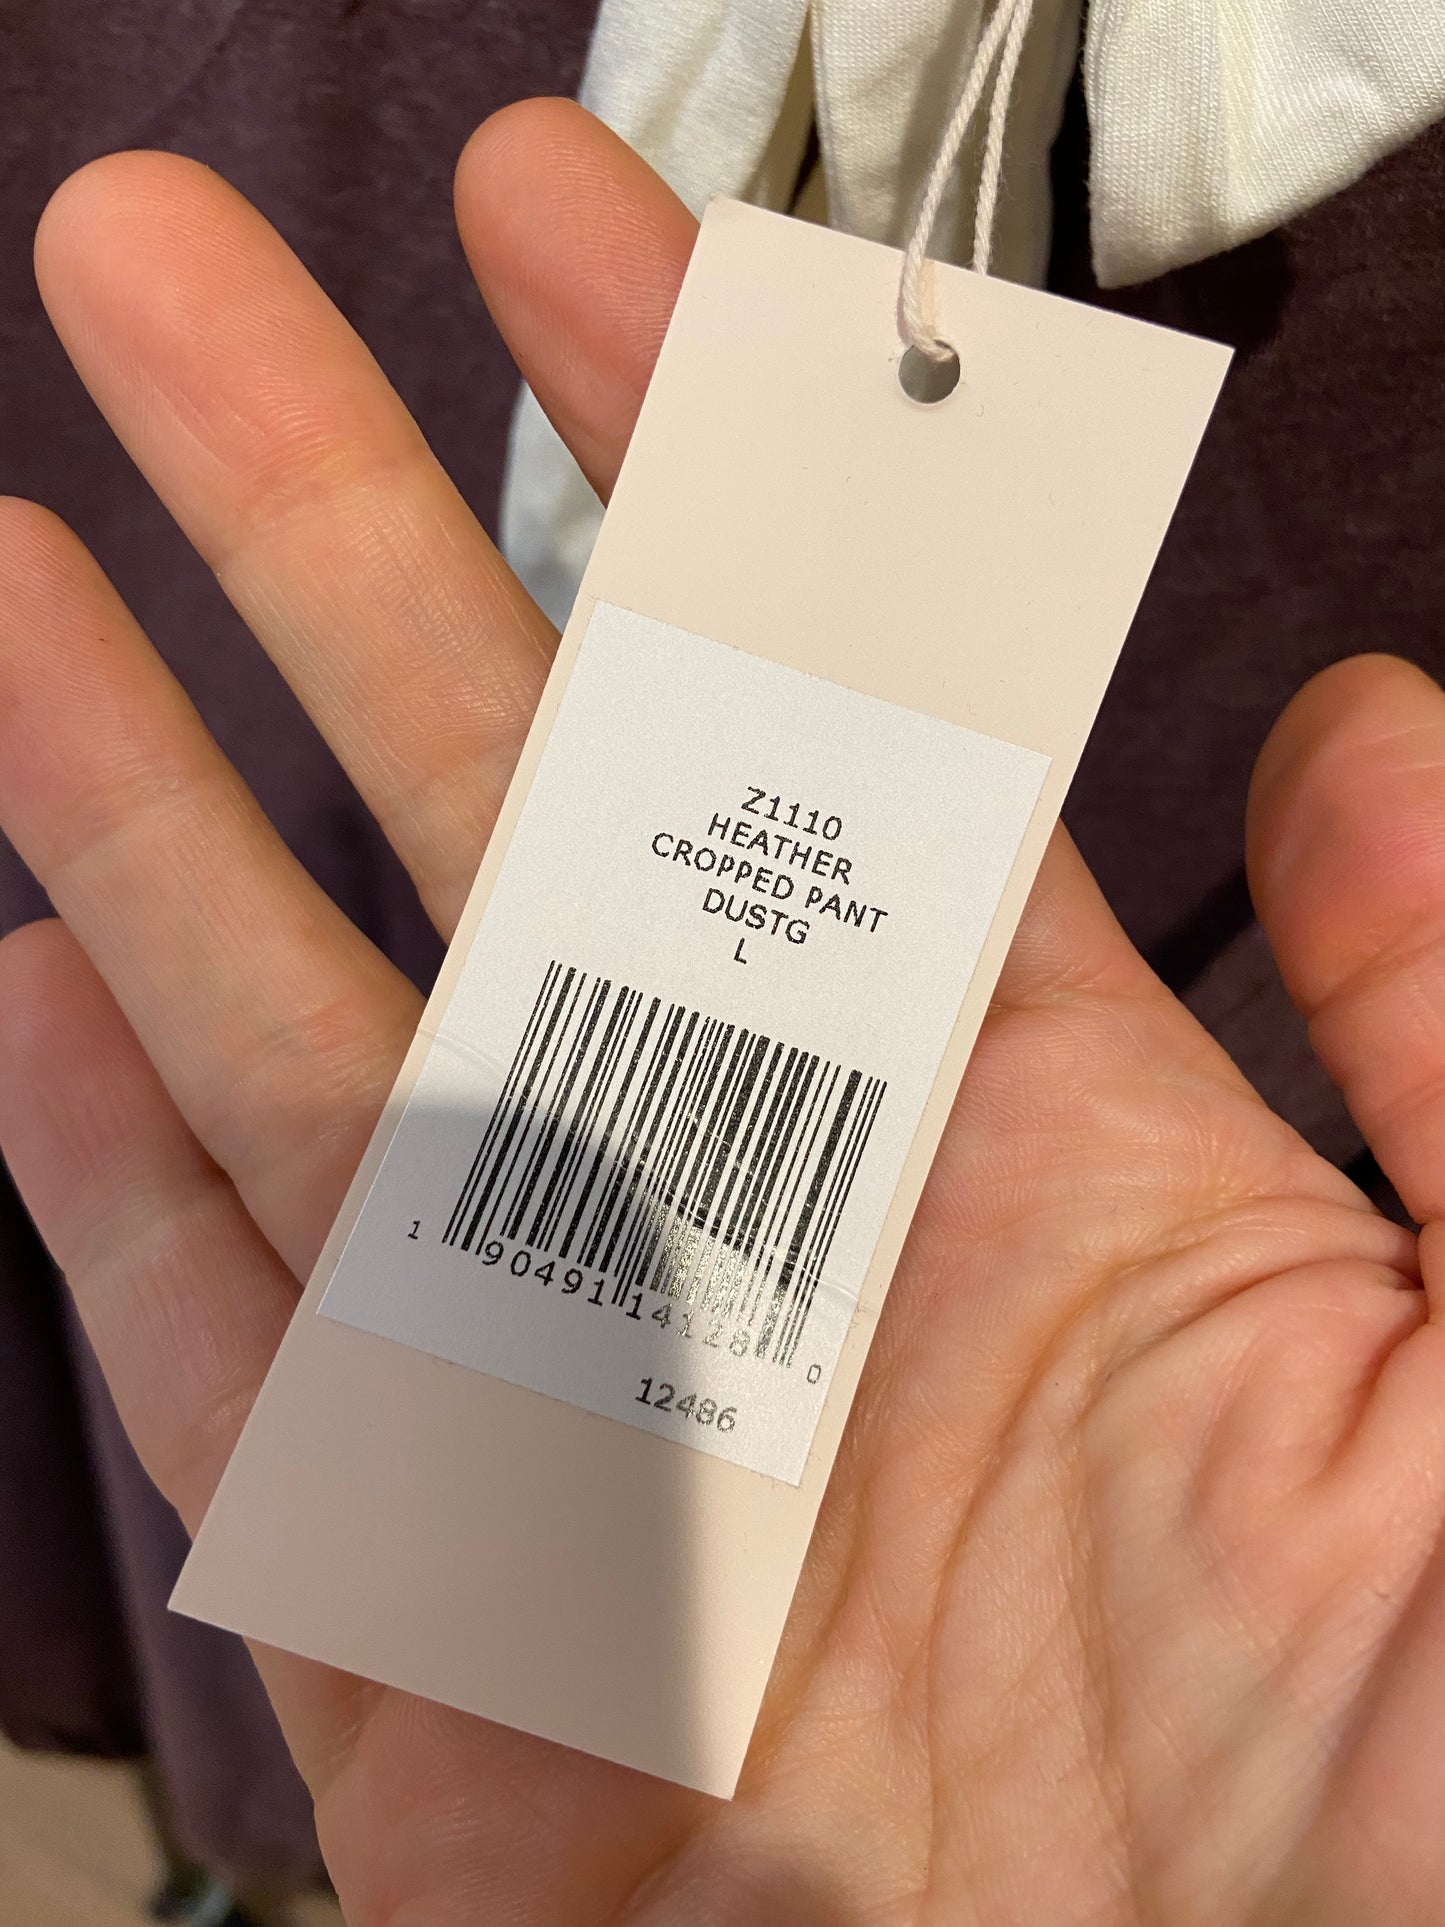 Z1110
HEATHER
CROPPED PANT
DUSTG
L
1 90491 14128 0
12486